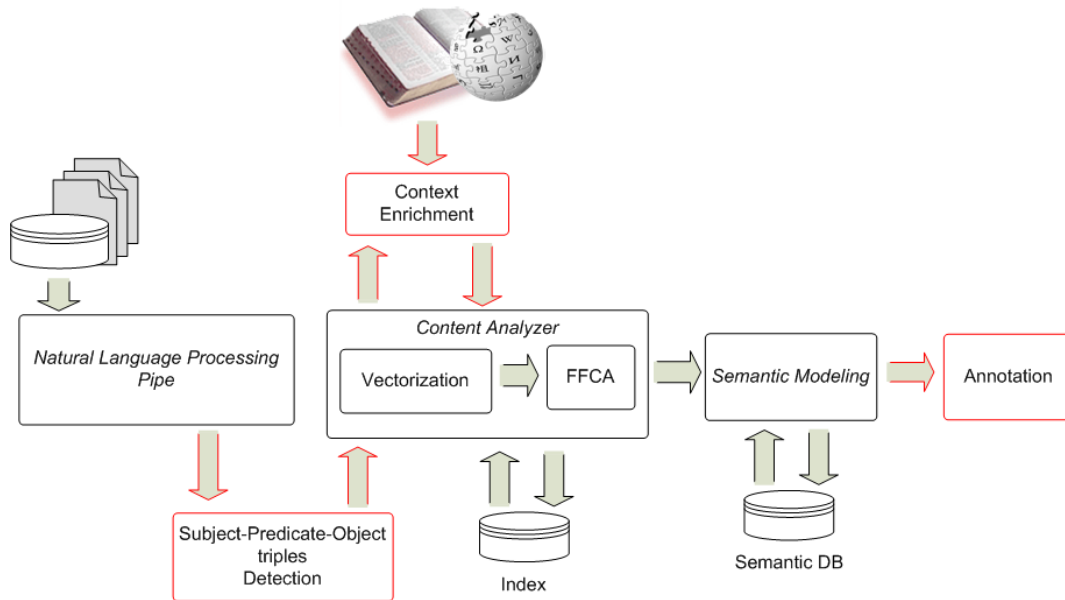 Context
Enrichment
Content Analyzer
Natural Language Processing
Pipe
Vectorization
FFCA
Semantic Modeling
Annotation
Subject-Predicate-Object
triples
Detection
Index
Semantic DB